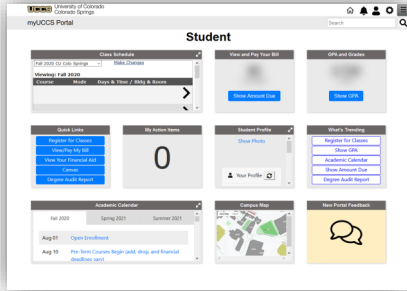 UCCS University of Colorado
Colorado Springs
myUCCS Portal
Search
Student
Class Schedule
Fall 2020 CU Colo Springs
Make Changes
Viewing: Fall 2020
Course Mode Days & Time / Bldg & Room
View and Pay Your Bill
Show Amount Due
GPA and Grades
Show GPA
Quick Links
Register for Classes
View/Pay My Bill
View Your Financial Aid
Canvas
Degree Audit Report
My Action Items
0
Student Profile
Show Photo
Your Profile
What's Trending
Register for Classes
Show GPA
Academic Calendar
Show Amount Due
Degree Audit Report
Academic Calendar
Fall 2020 Spring 2021 Summer 2021
Aug 01 Open Enrollment
Aug 10 Pre-Term Courses Begin (add, drop, and financial
deadlines vary)
Campus Map
New Portal Feedback